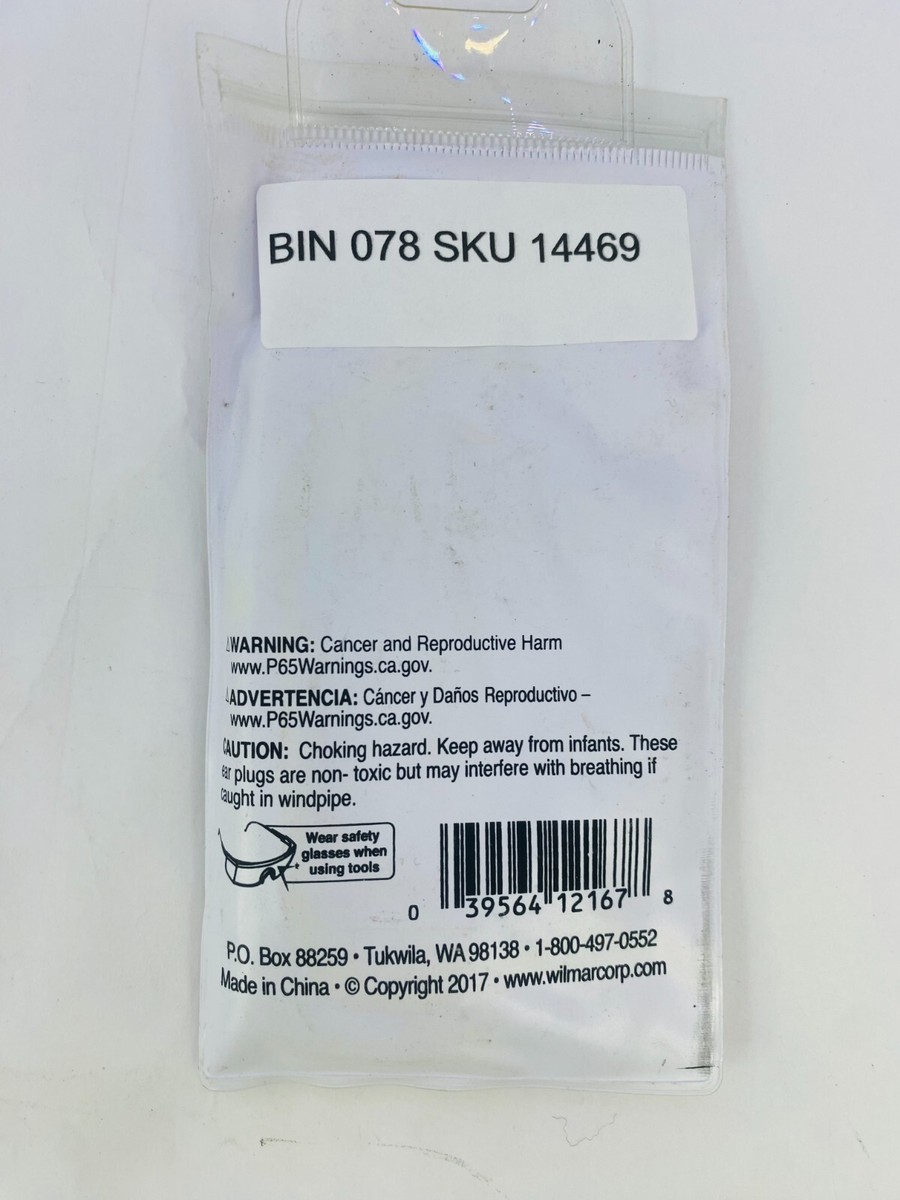 BIN 078 SKU 14469
⚠WARNING: Cancer and Reproductive Harm
www.P65Warnings.ca.gov.
⚠ADVERTENCIA: Cáncer y Daños Reproductivo –
www.P65Warnings.ca.gov.
CAUTION: Choking hazard. Keep away from infants. These
ear plugs are non- toxic but may interfere with breathing if
caught in windpipe.
Wear safety
glasses when
using tools
0 39564 12167 8
P.O. Box 88259 • Tukwila, WA 98138 • 1-800-497-0552
Made in China • © Copyright 2017 • www.wilmarcorp.com